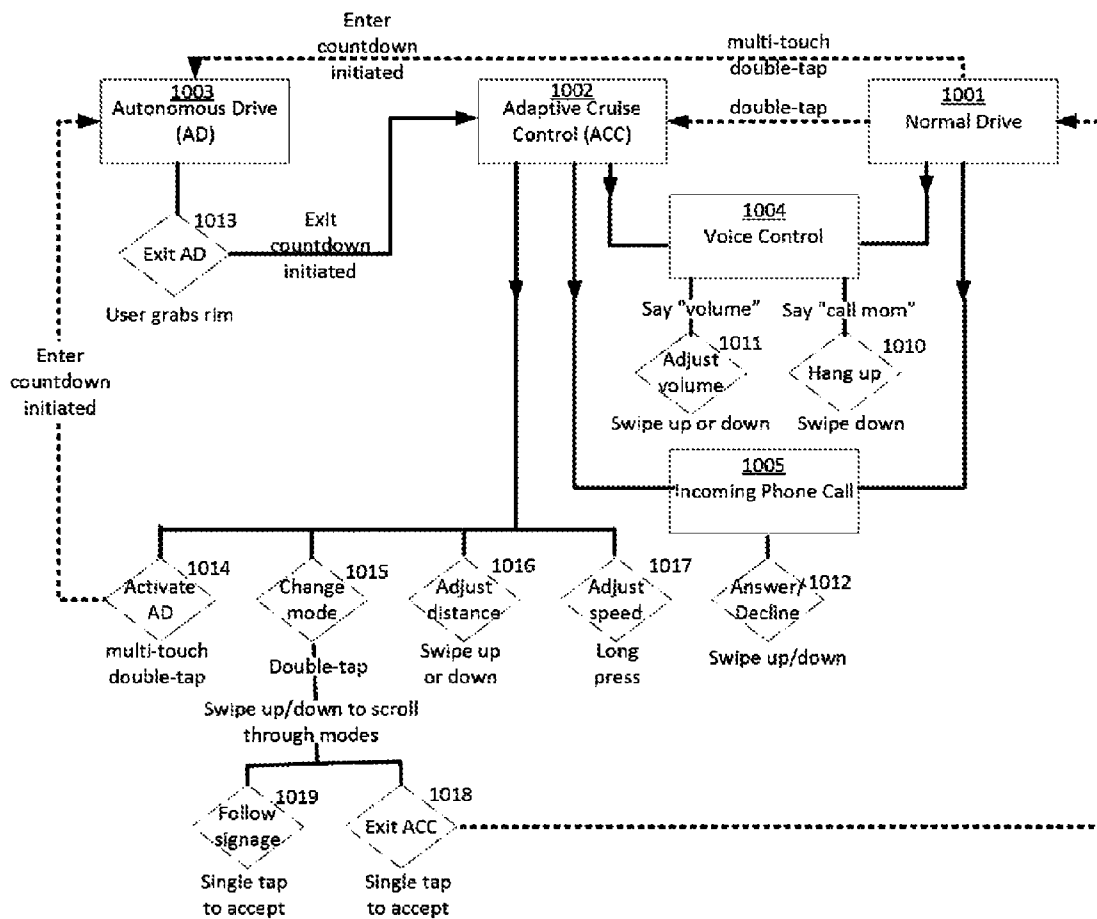 Enter
countdown
initiated
multi-touch
double-tap
1003
Autonomous Drive
(AD)
1002
Adaptive Cruise
Control (ACC)
double-tap
1001
Normal Drive
1013
Exit AD
User grabs rim
Exit
countdown
initiated
1004
Voice Control
Say "volume"
Say "call mom"
1011
Adjust
volume
Swipe up or down
1010
Hang up
Swipe down
Enter
countdown
initiated
1005
Incoming Phone Call
1014
Activate
AD
multi-touch
double-tap
1015
Change
mode
Double-tap
1016
Adjust
distance
Swipe up
or down
1017
Adjust
speed
Long
press
1012
Answer/
Decline
Swipe up/down
Swipe up/down to scroll
through modes
1019
Follow
signage
Single tap
to accept
1018
Exit ACC
Single tap
to accept